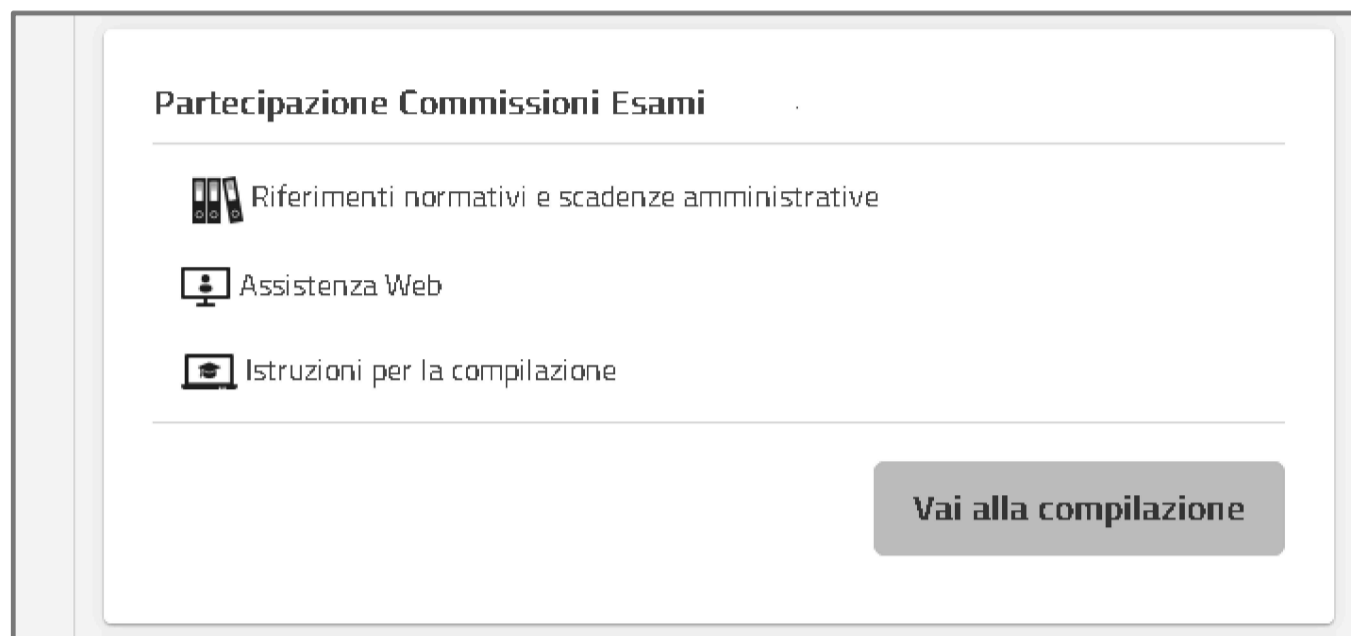 Partecipazione Commissioni Esami
Riferimenti normativi e scadenze amministrative
Assistenza Web
Istruzioni per la compilazione
Vai alla compilazione